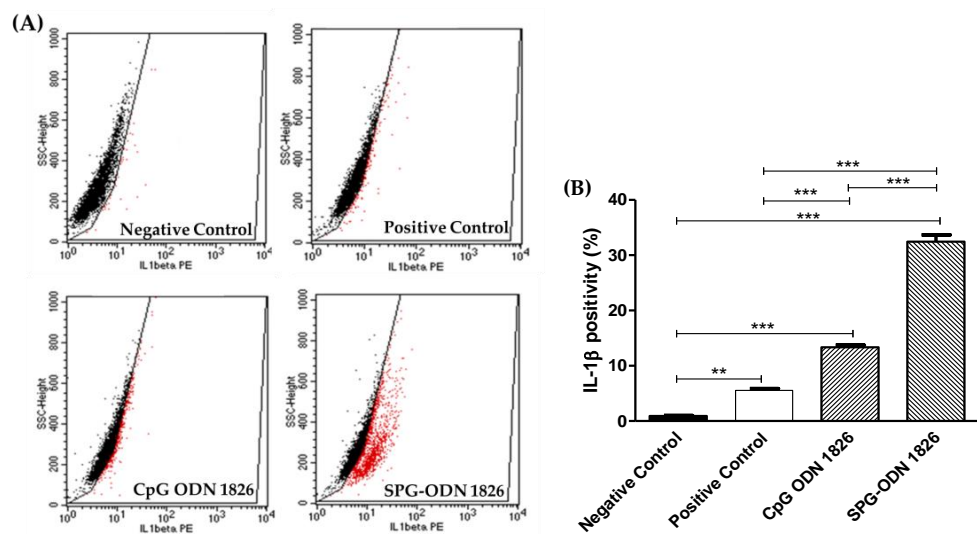 (A)
1000
800
600
400
200
0
SSC-Height
Negative Control
10⁰ 10¹ 10² 10³ 10⁴
IL1beta PE
1000
800
600
400
200
0
SSC-Height
Positive Control
10⁰ 10¹ 10² 10³ 10⁴
IL1beta PE
1000
800
600
400
200
0
SSC-Height
CpG ODN 1826
10⁰ 10¹ 10² 10³ 10⁴
IL1beta PE
1000
800
600
400
200
0
SSC-Height
SPG-ODN 1826
10⁰ 10¹ 10² 10³ 10⁴
IL1beta PE
(B)
***
***
***
***
***
**
40
30
20
10
0
IL-1β positivity (%)
Negative Control
Positive Control
CpG ODN 1826
SPG-ODN 1826